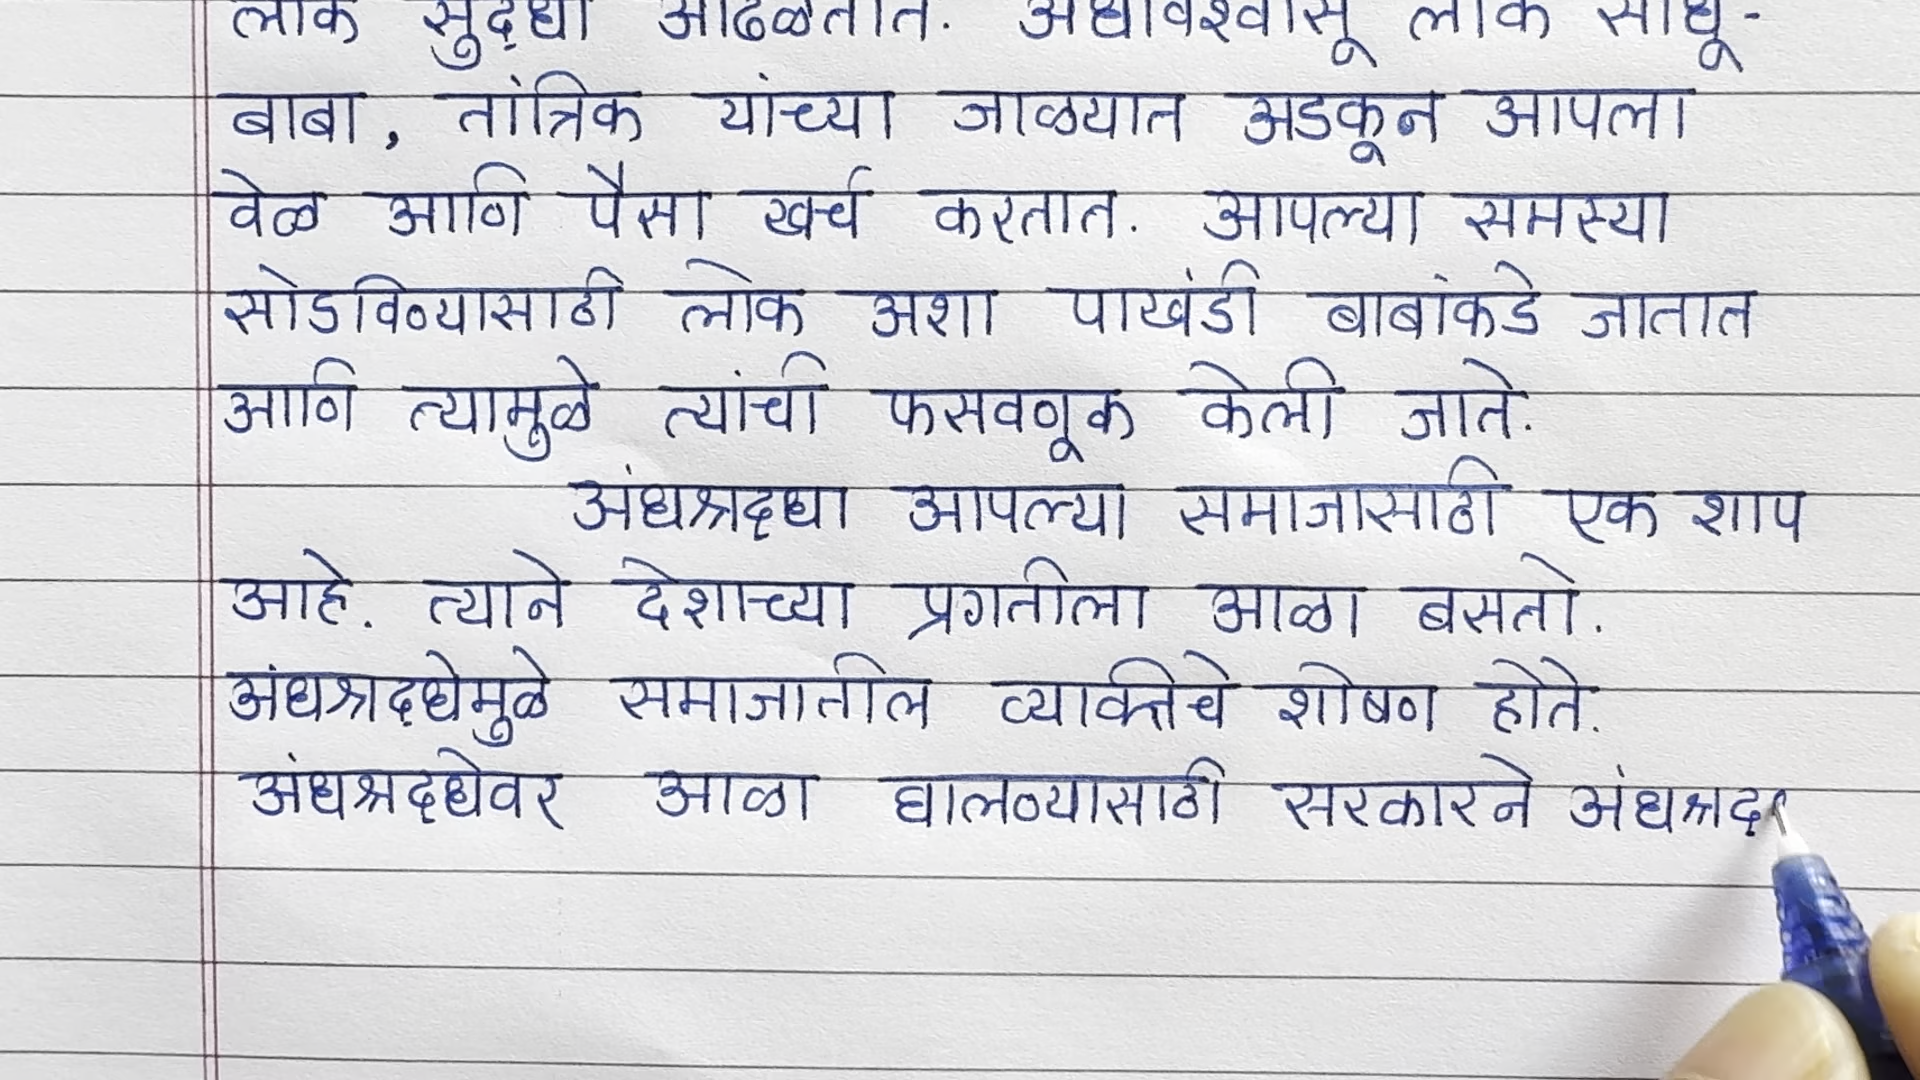 लोक सुद्धा आढळतात. अंधविश्वासू लोक साधू-
बाबा, तांत्रिक यांच्या जाळयात अडकून आपला
वेळ आणि पैसा खर्च करतात. आपल्या समस्या
सोडविण्यासाठी लोक अशा पाखंडी बाबांकडे जातात
आणि त्यामुळे त्यांची फसवणूक केली जाते.
अंधश्रद्धा आपल्या समाजासाठी एक शाप
आहे. त्याने देशाच्या प्रगतीला आळा बसतो.
अंधश्रद्धेमुळे समाजातील व्यक्तिचे शोषण होते.
अंधश्रद्धेवर आळा घालण्यासाठी सरकारने अंधश्रद